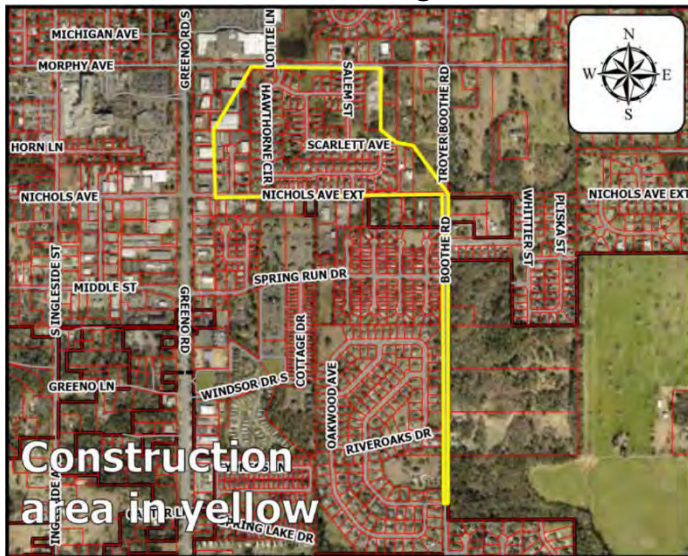 MICHIGAN AVE
MORPHY AVE
GREENO RD S
LOTTIE LN
N
W E
S
HORN LN
HAWTHORNE CIR
SALEM ST
SCARLETT AVE
TROYER BOOTHE RD
NICHOLS AVE
NICHOLS AVE EXT
NICHOLS AVE EXT
WHITTIER ST
PLISKA ST
BOOTHE RD
S INGLESIDE ST
MIDDLE ST
SPRING RUN DR
GREENO RD
COTTAGE DR
GREENO LN
WINDSOR DR S
OAKWOOD AVE
RIVEROAKS DR
Construction
area in yellow
SPRING LAKE DR